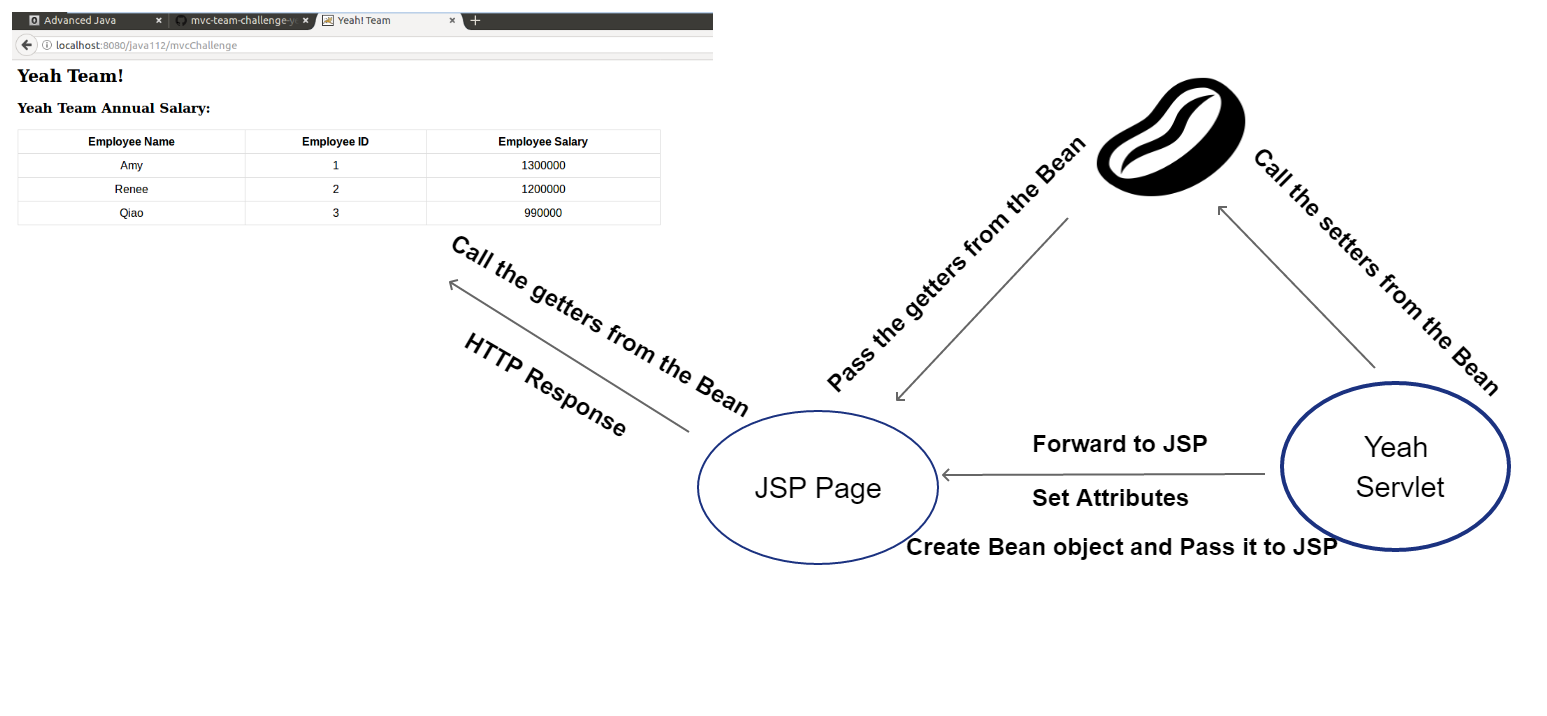 Advanced Java
mvc-team-challenge-y
Yeah! Team
localhost:8080/java112/mvcChallenge
Yeah Team!
Yeah Team Annual Salary:
Employee Name Employee ID Employee Salary
Amy 1 1300000
Renee 2 1200000
Qiao 3 990000
Call the getters from the Bean
HTTP Response
Pass the getters from the Bean
Call the setters from the Bean
JSP Page
Forward to JSP
Set Attributes
Create Bean object and Pass it to JSP
Yeah
Servlet